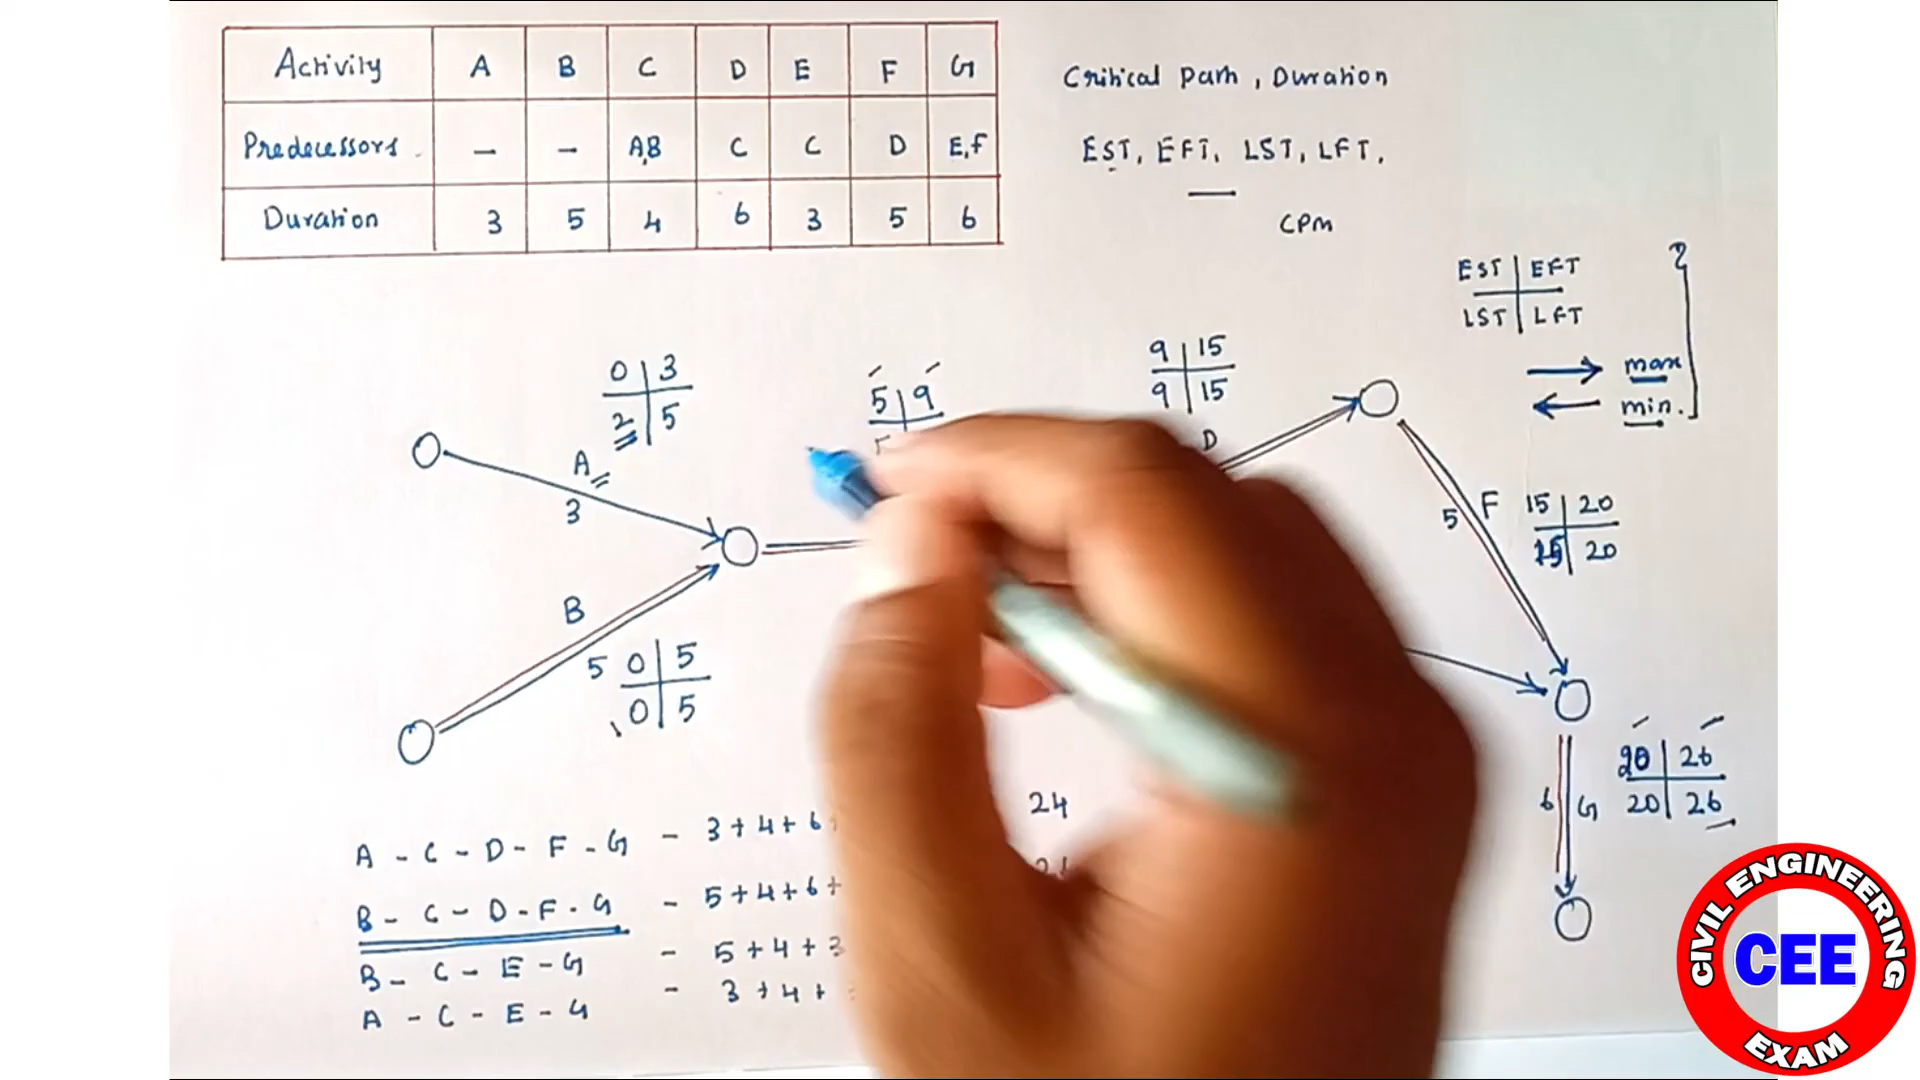 Activity A B C D E F G
Predecessors - - A,B C C D E,F
Duration 3 5 4 6 3 5 6
Critical Path, Duration
EST, EFT, LST, LFT,
CPM
EST EFT
LST LFT
max
min.
0 3
2 5
A
3
5 9
9 15
9 15
D
F
5
15 20
15 20
B
5
0 5
0 5
20 26
20 26
6 G
A - C - D - F - G - 3+4+6
24
B - C - D - F - G - 5+4+6+
B - C - E - G - 5+4+3
A - C - E - G - 3+4+
CIVIL ENGINEERING
CEE
EXAM